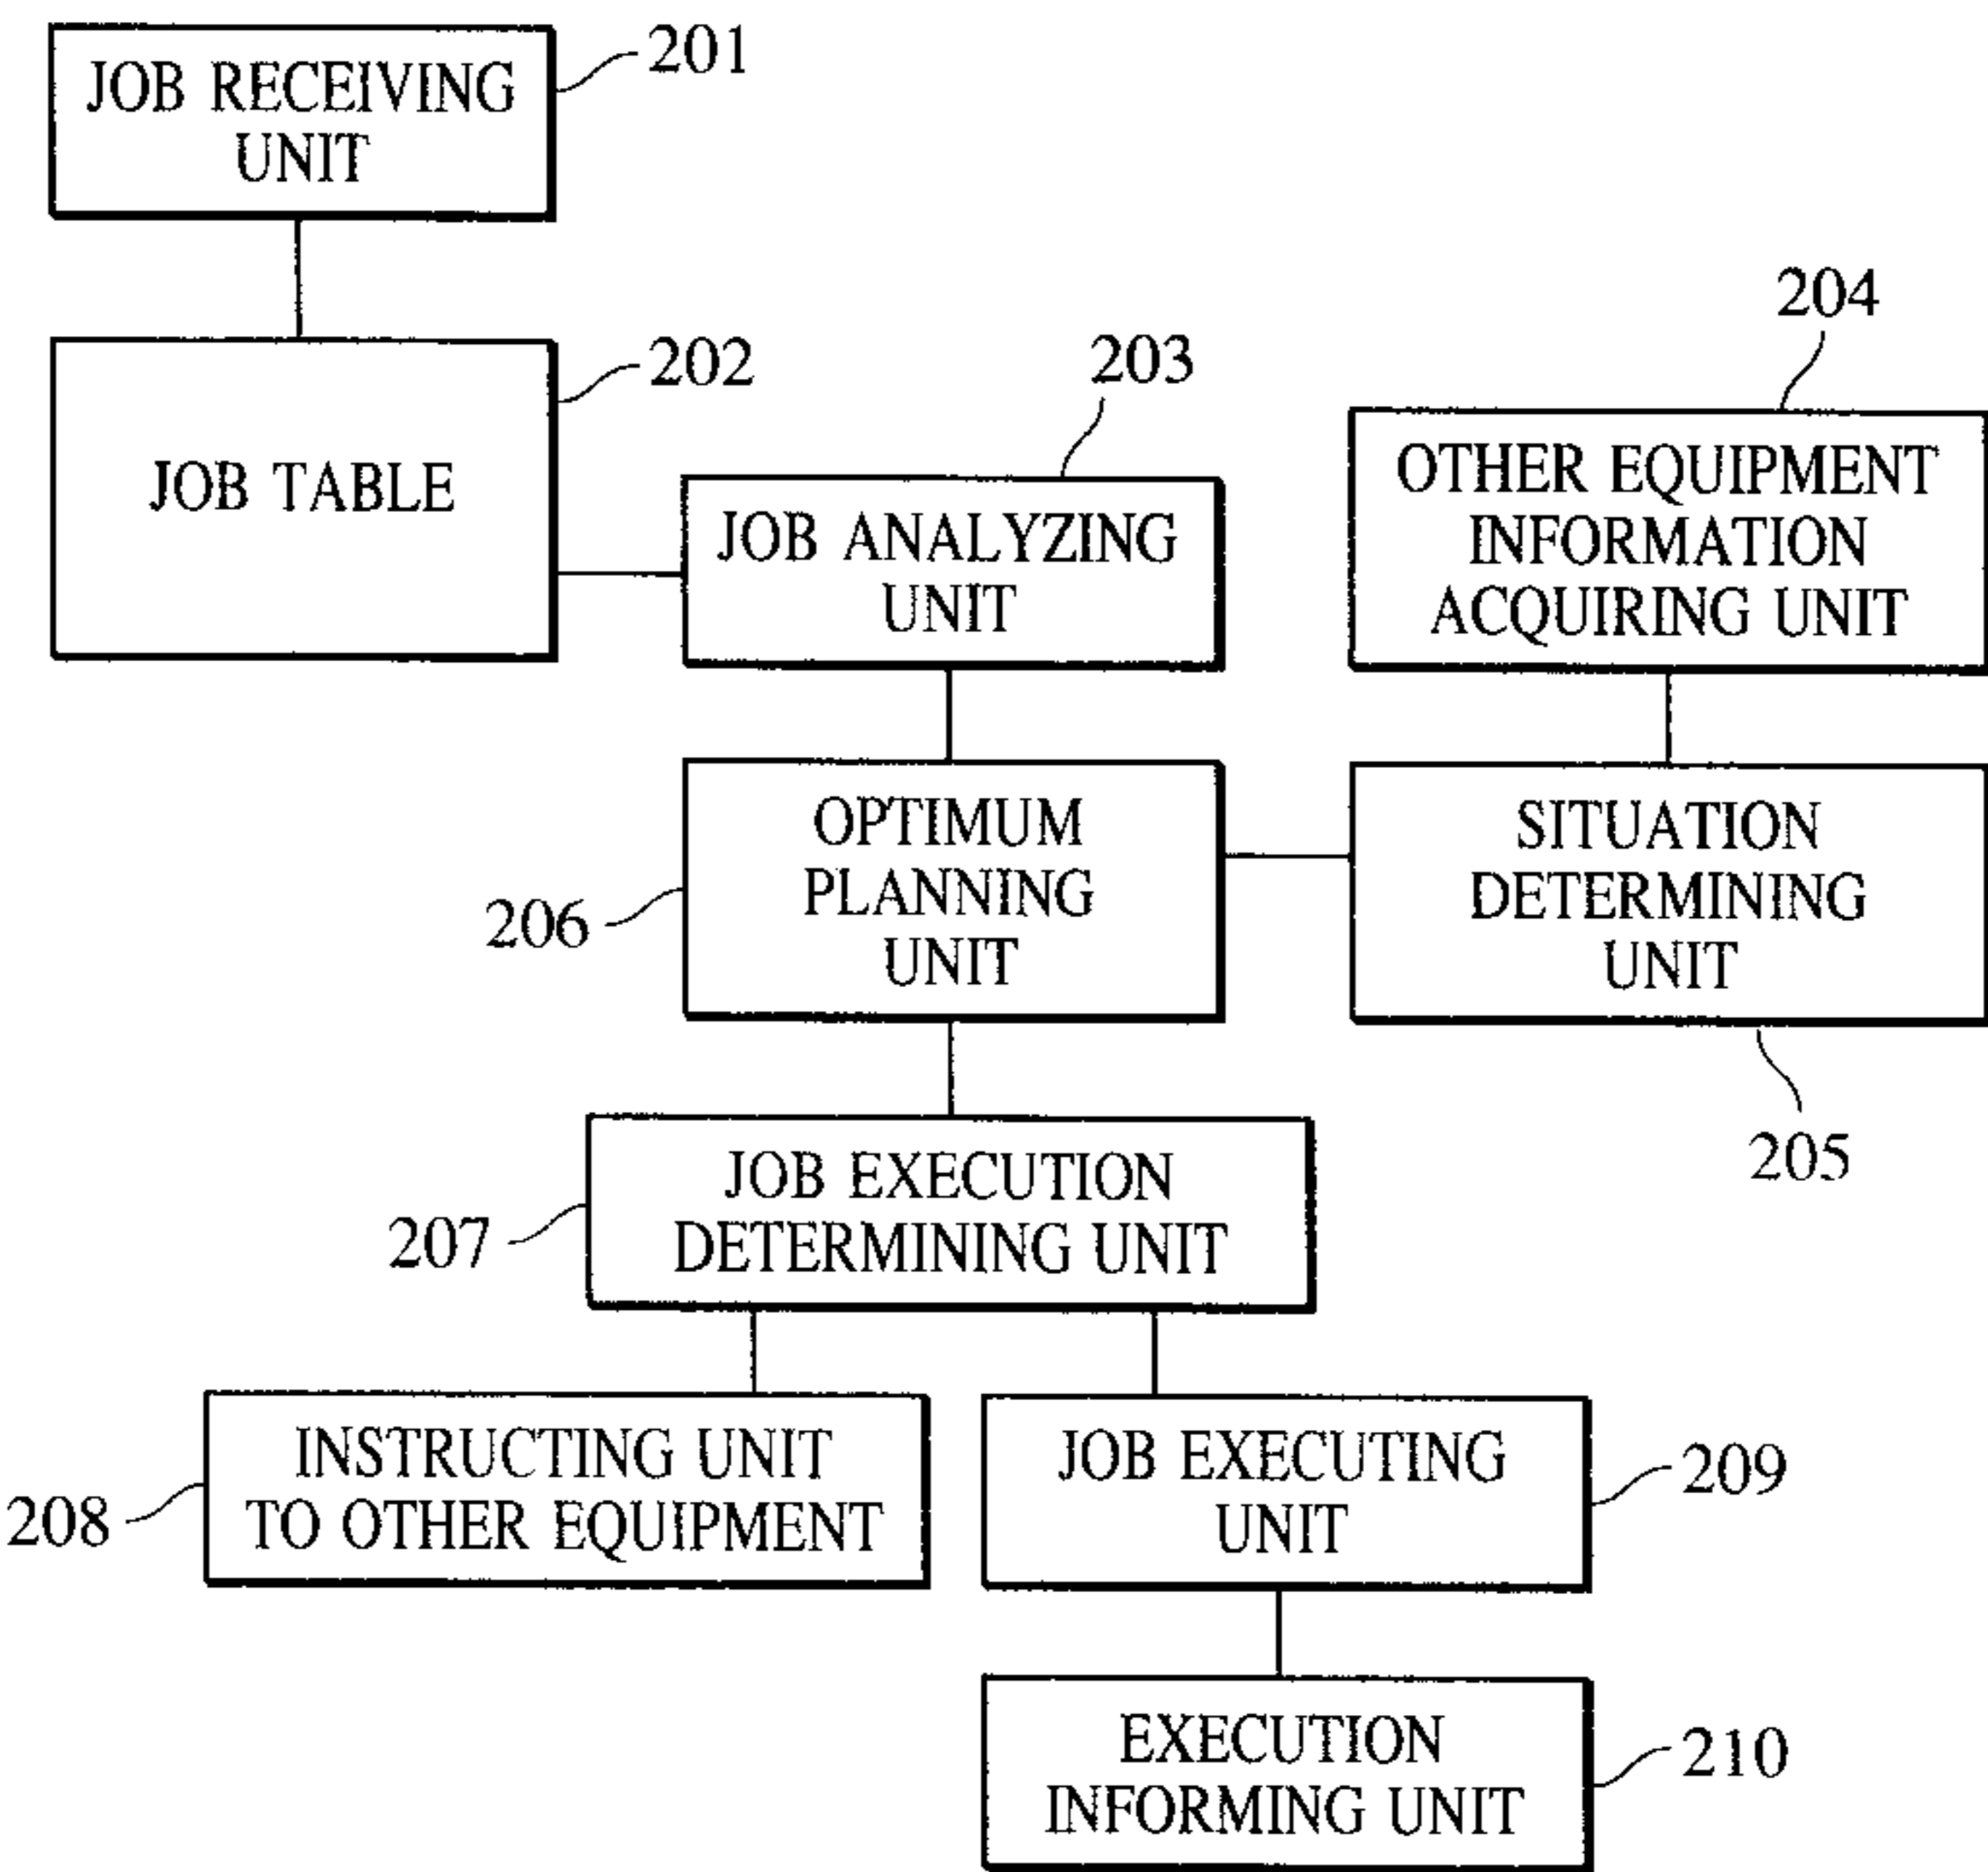 JOB RECEIVING
UNIT
201
JOB TABLE
202
JOB ANALYZING
UNIT
203
OTHER EQUIPMENT
INFORMATION
ACQUIRING UNIT
204
OPTIMUM
PLANNING
UNIT
206
SITUATION
DETERMINING
UNIT
205
JOB EXECUTION
DETERMINING UNIT
207
INSTRUCTING UNIT
TO OTHER EQUIPMENT
208
JOB EXECUTING
UNIT
209
EXECUTION
INFORMING UNIT
210